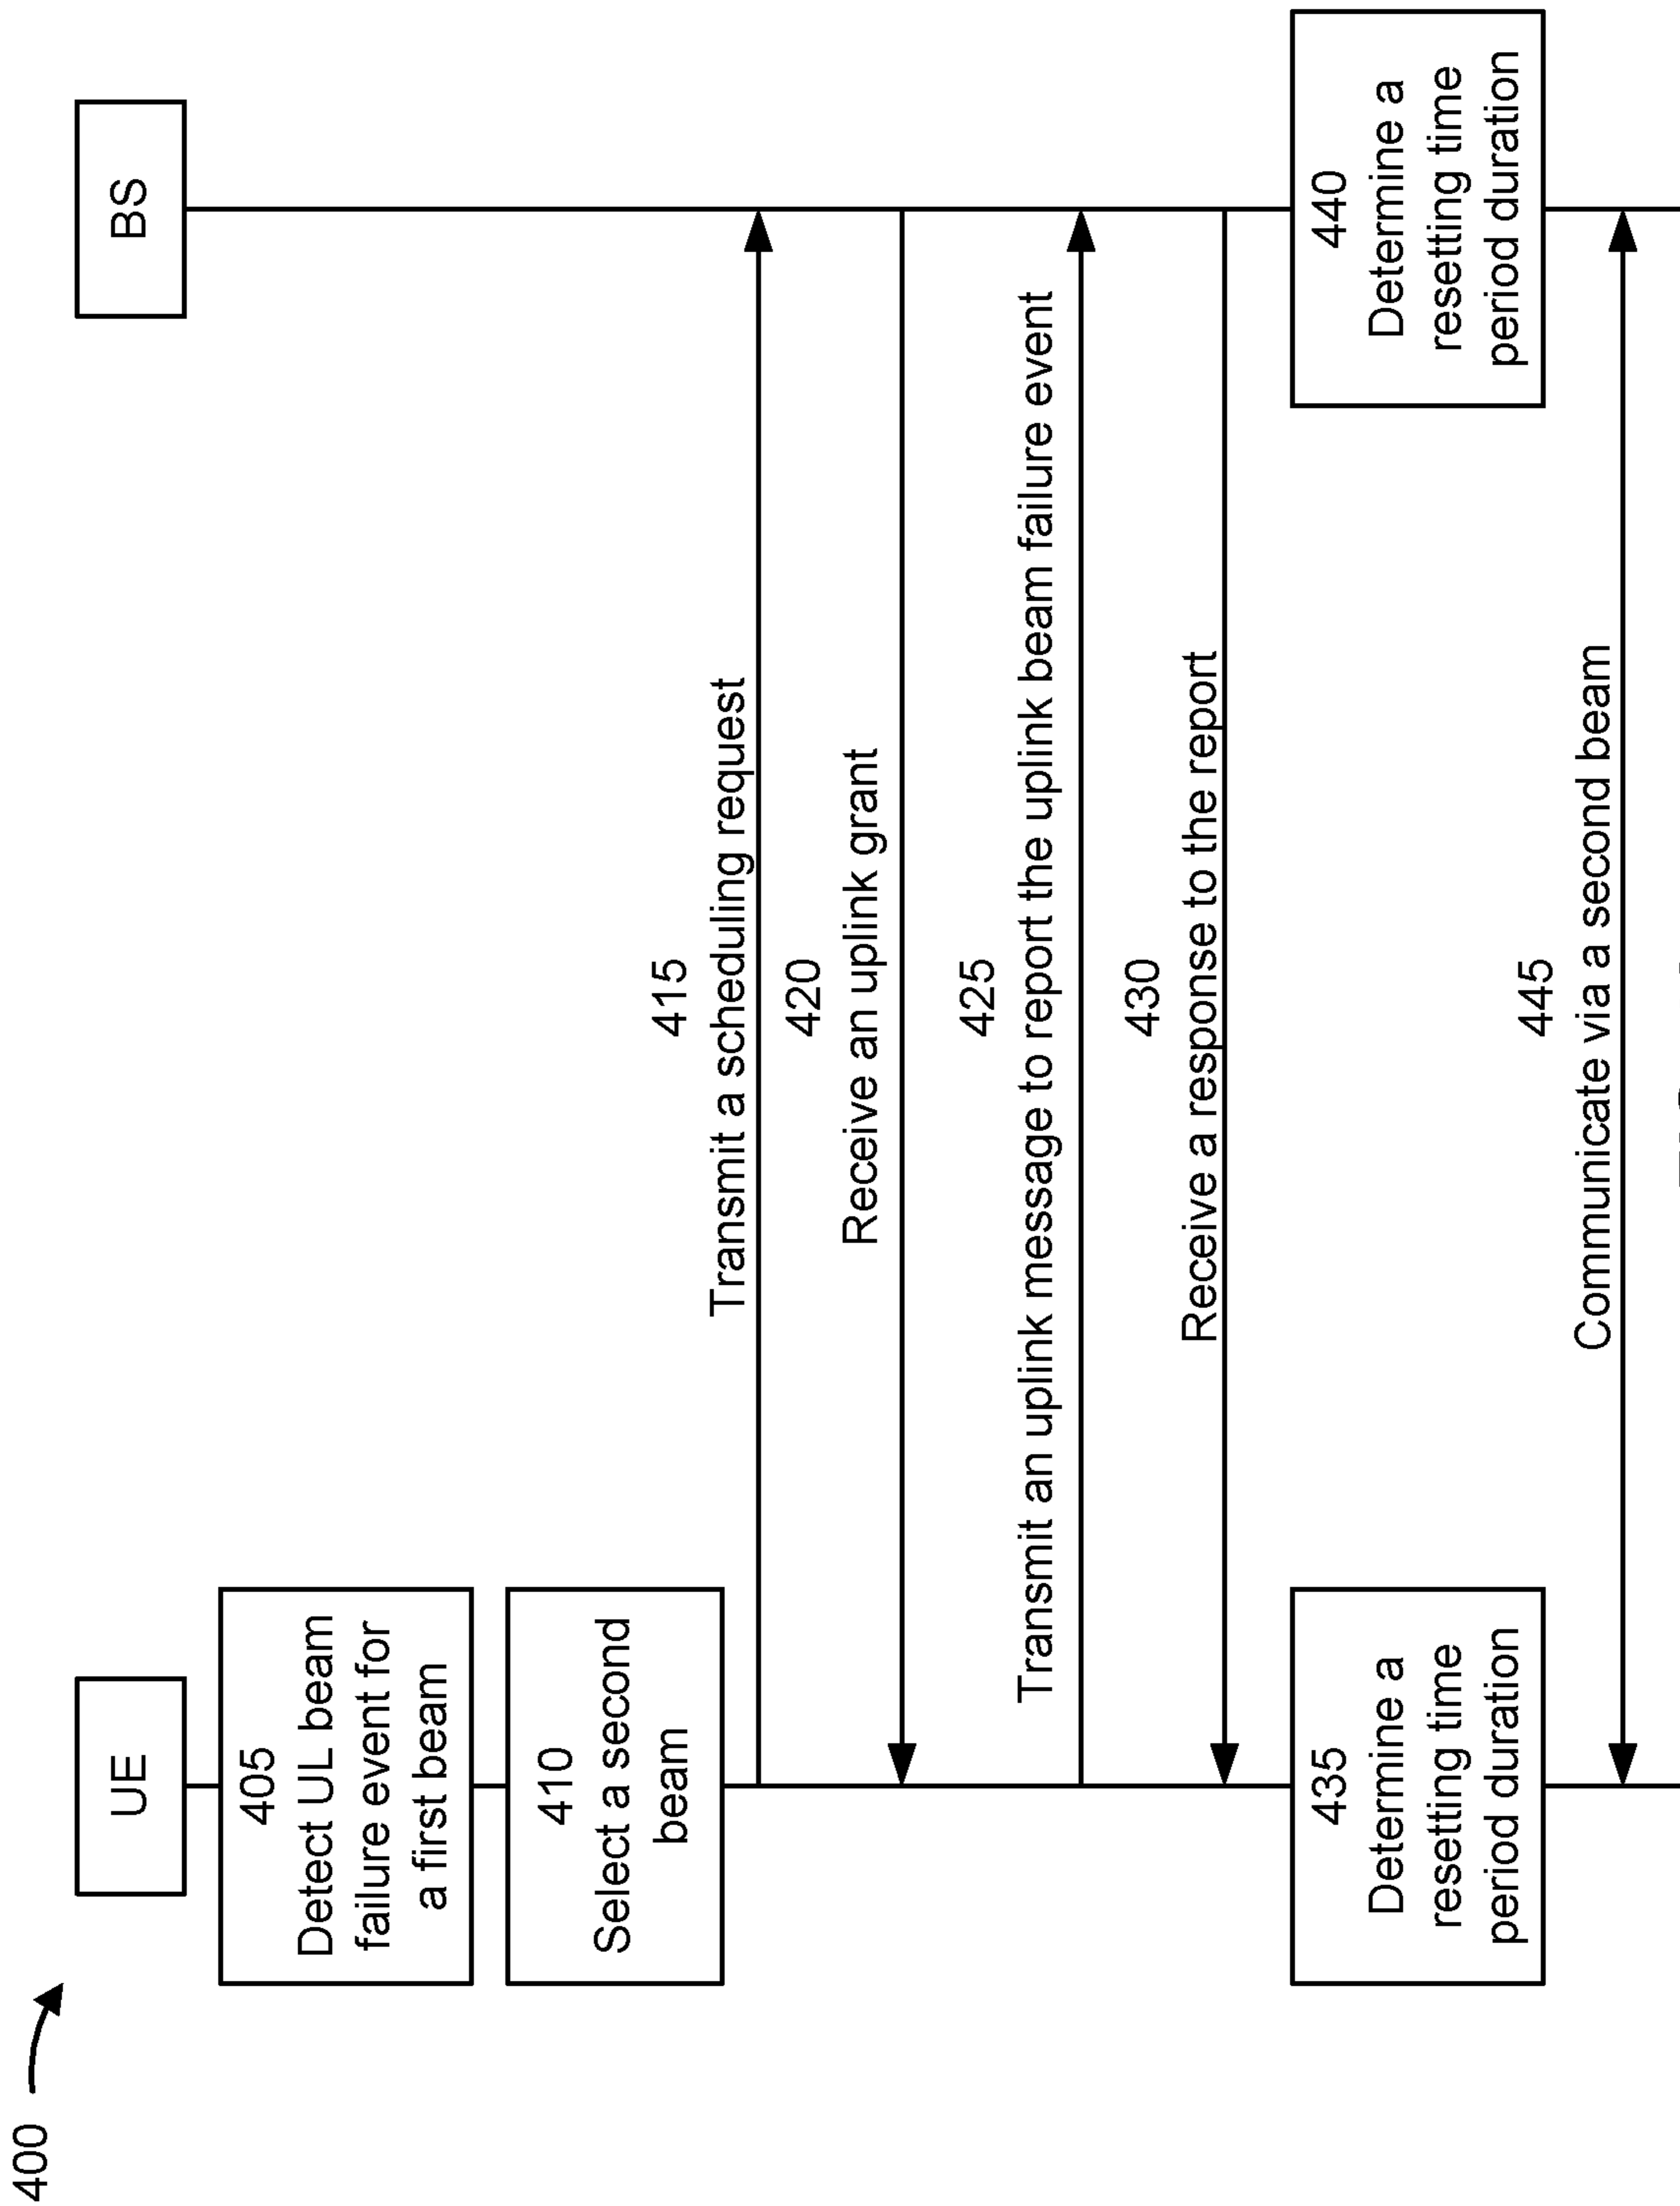 400
UE
BS
405
Detect UL beam
failure event for
a first beam
410
Select a second
beam
415
Transmit a scheduling request
420
Receive an uplink grant
425
Transmit an uplink message to report the uplink beam failure event
430
Receive a response to the report
435
Determine a
resetting time
period duration
440
Determine a
resetting time
period duration
445
Communicate via a second beam